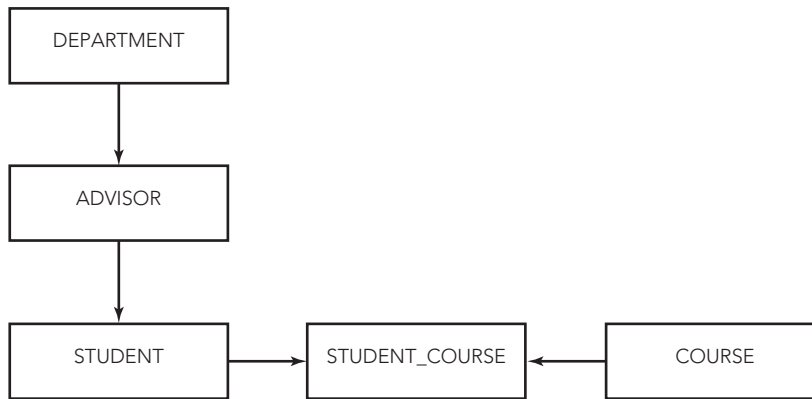 DEPARTMENT
ADVISOR
STUDENT
STUDENT_COURSE
COURSE